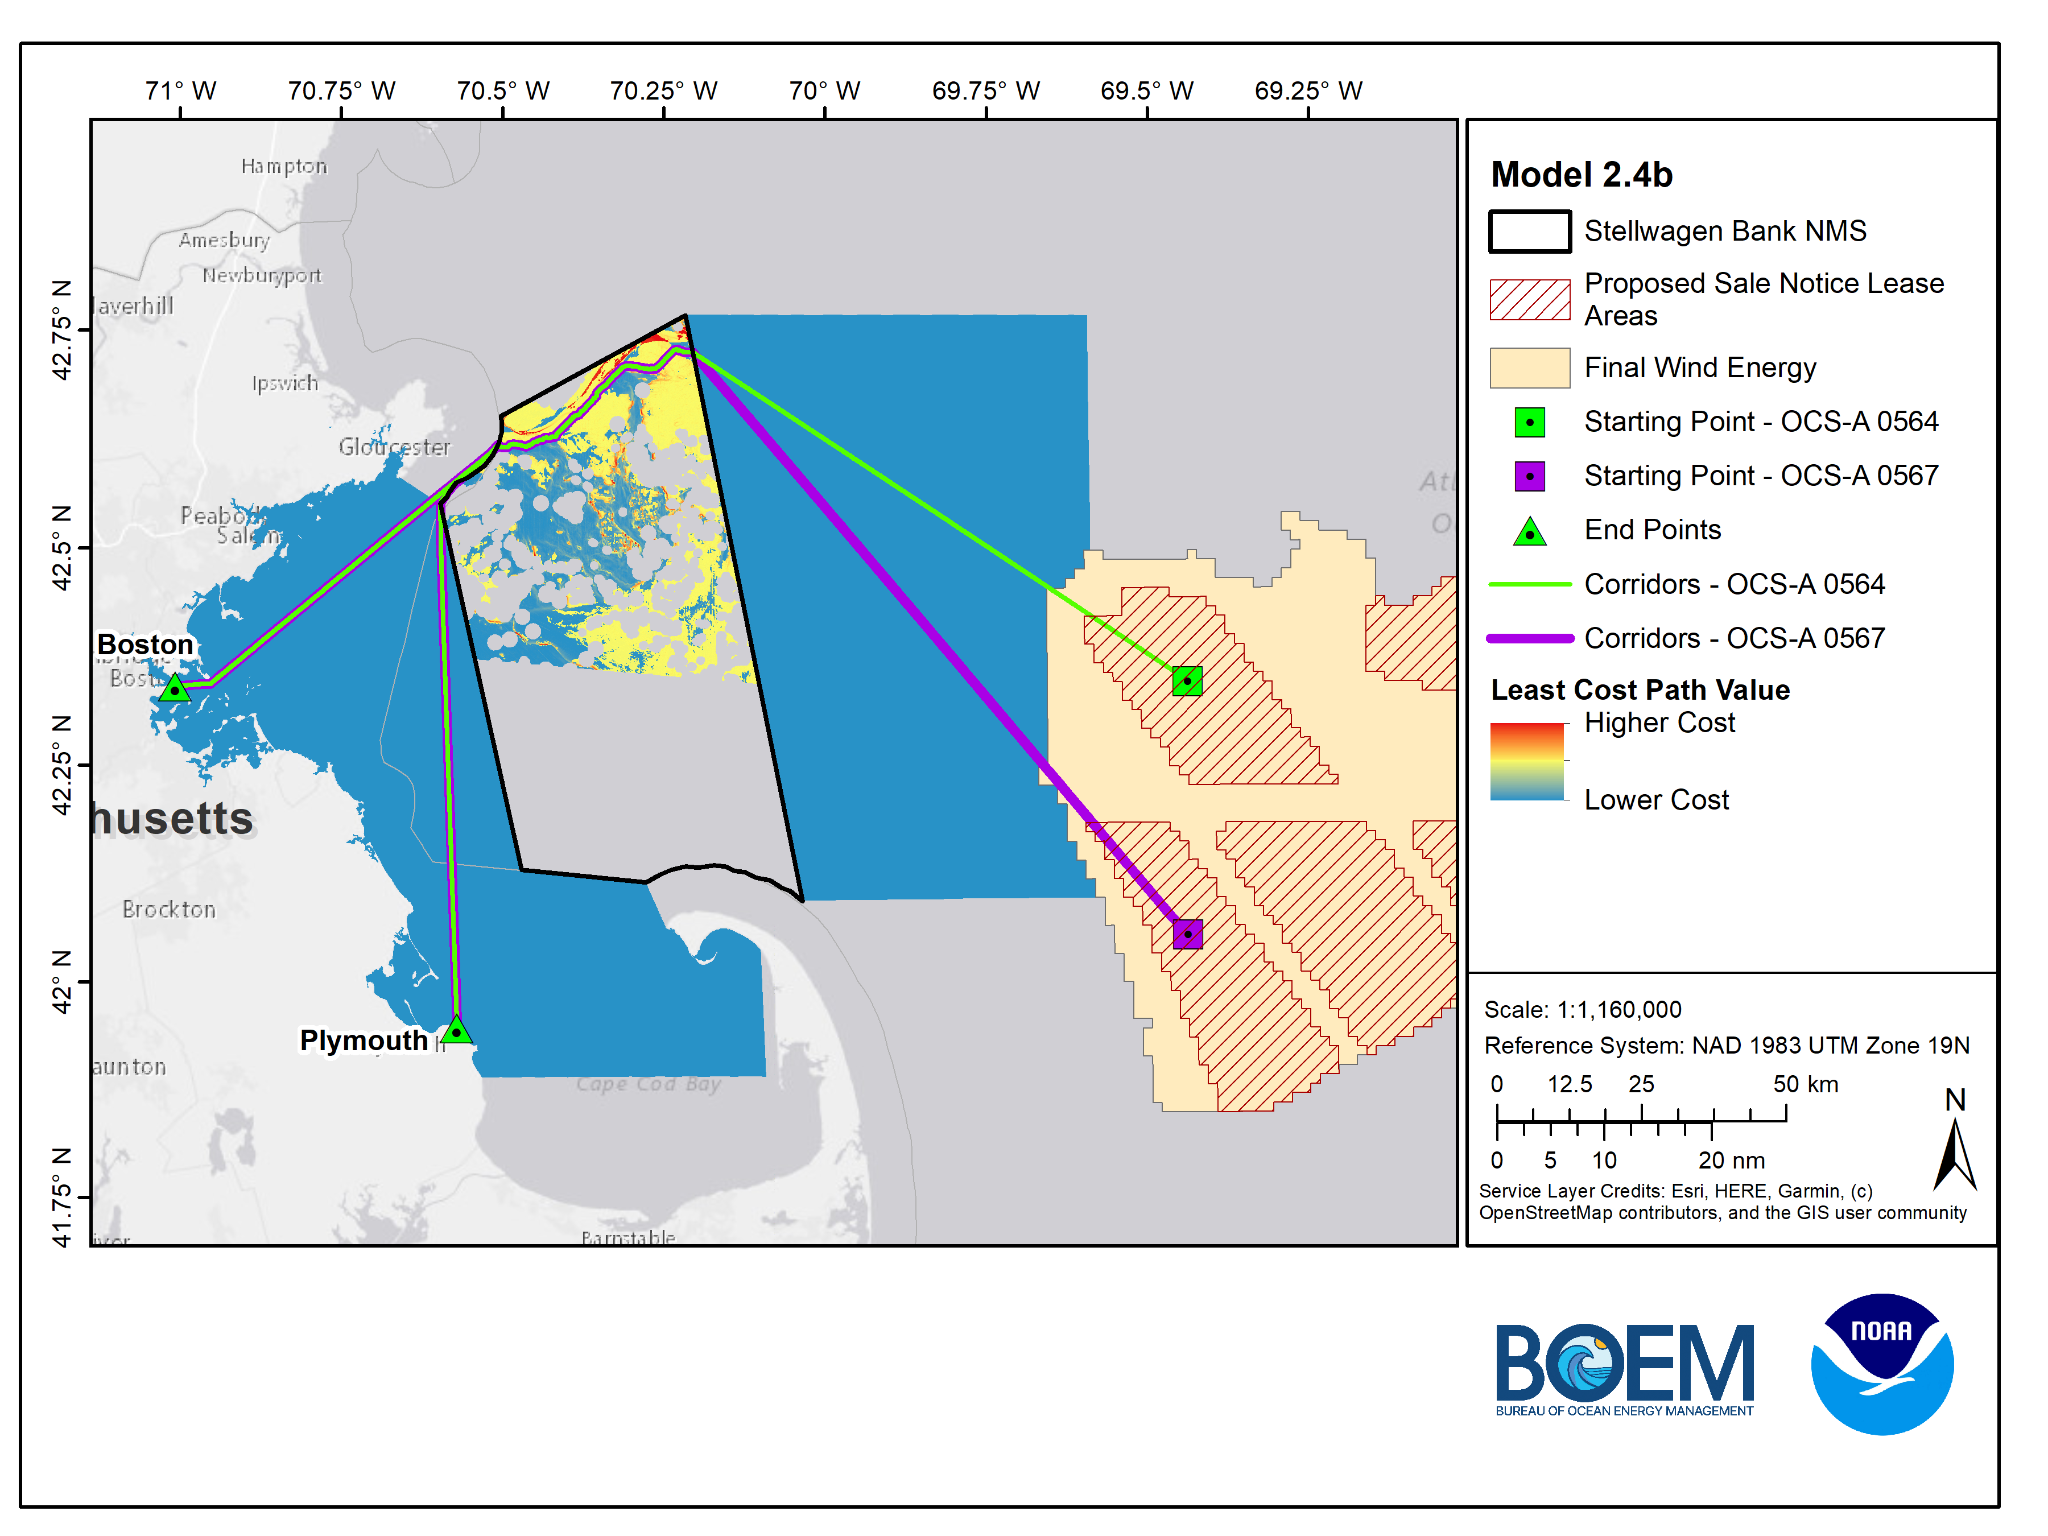 71° W 70.75° W 70.5° W 70.25° W 70° W 69.75° W 69.5° W 69.25° W
42.75° N
42.5° N
42.25° N
42° N
41.75° N
Hampton
Amesbury
Newburyport
laverhill
Ipswich
Gloucester
Peabody
Salem
Boston
husetts
Brockton
Plymouth
aunton
Cape Cod Bay
Barnstable
Atl
O
Model 2.4b
Stellwagen Bank NMS
Proposed Sale Notice Lease
Areas
Final Wind Energy
Starting Point - OCS-A 0564
Starting Point - OCS-A 0567
End Points
Corridors - OCS-A 0564
Corridors - OCS-A 0567
Least Cost Path Value
Higher Cost
Lower Cost
Scale: 1:1,160,000
Reference System: NAD 1983 UTM Zone 19N
0 12.5 25 50 km
0 5 10 20 nm
N
Service Layer Credits: Esri, HERE, Garmin, (c)
OpenStreetMap contributors, and the GIS user community
BOEM
BUREAU OF OCEAN ENERGY MANAGEMENT
NOAA